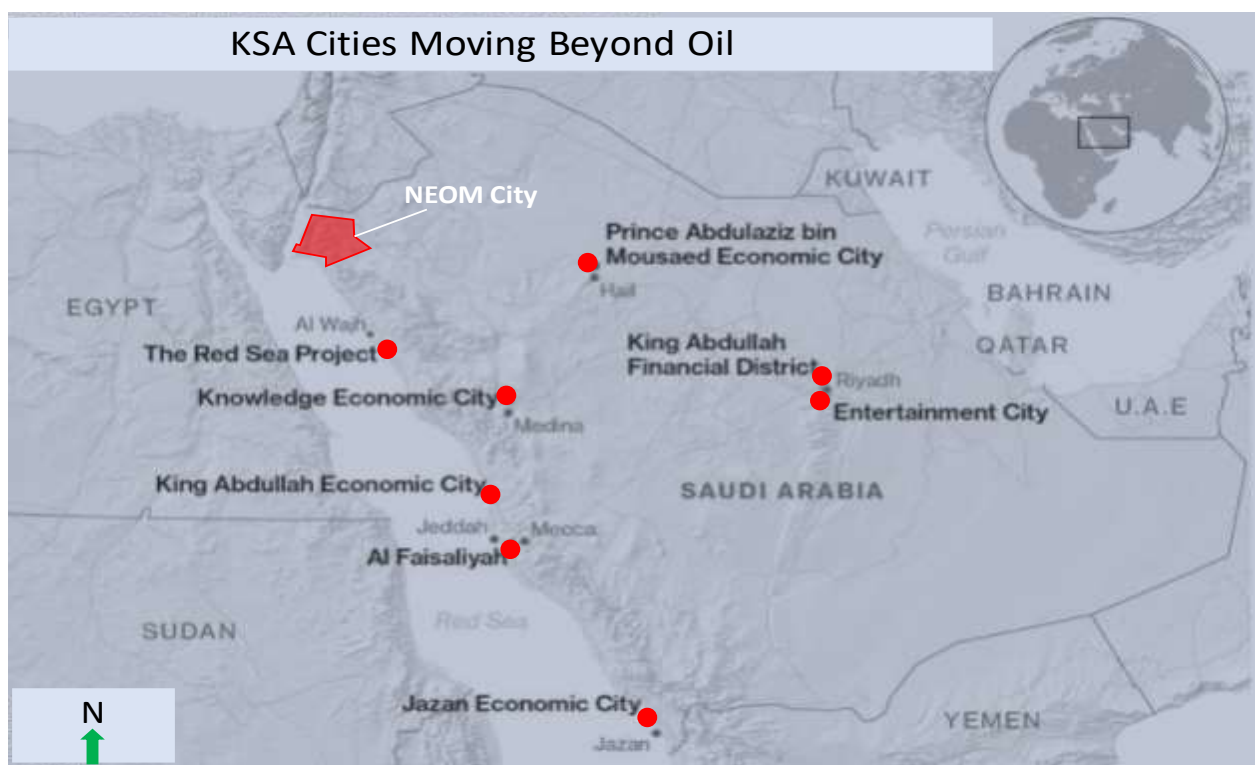 KSA Cities Moving Beyond Oil
KUWAIT
NEOM City
Prince Abdulaziz bin
Mousaed Economic City
Persian
Gulf
Hail
BAHRAIN
EGYPT
Al Wajh
The Red Sea Project
King Abdullah
Financial District
QATAR
Riyadh
Knowledge Economic City
Entertainment City
U.A.E
Medina
King Abdullah Economic City
SAUDI ARABIA
Jeddah
Mecca
Al Faisaliyah
Red Sea
SUDAN
Jazan Economic City
N
YEMEN
Jazan